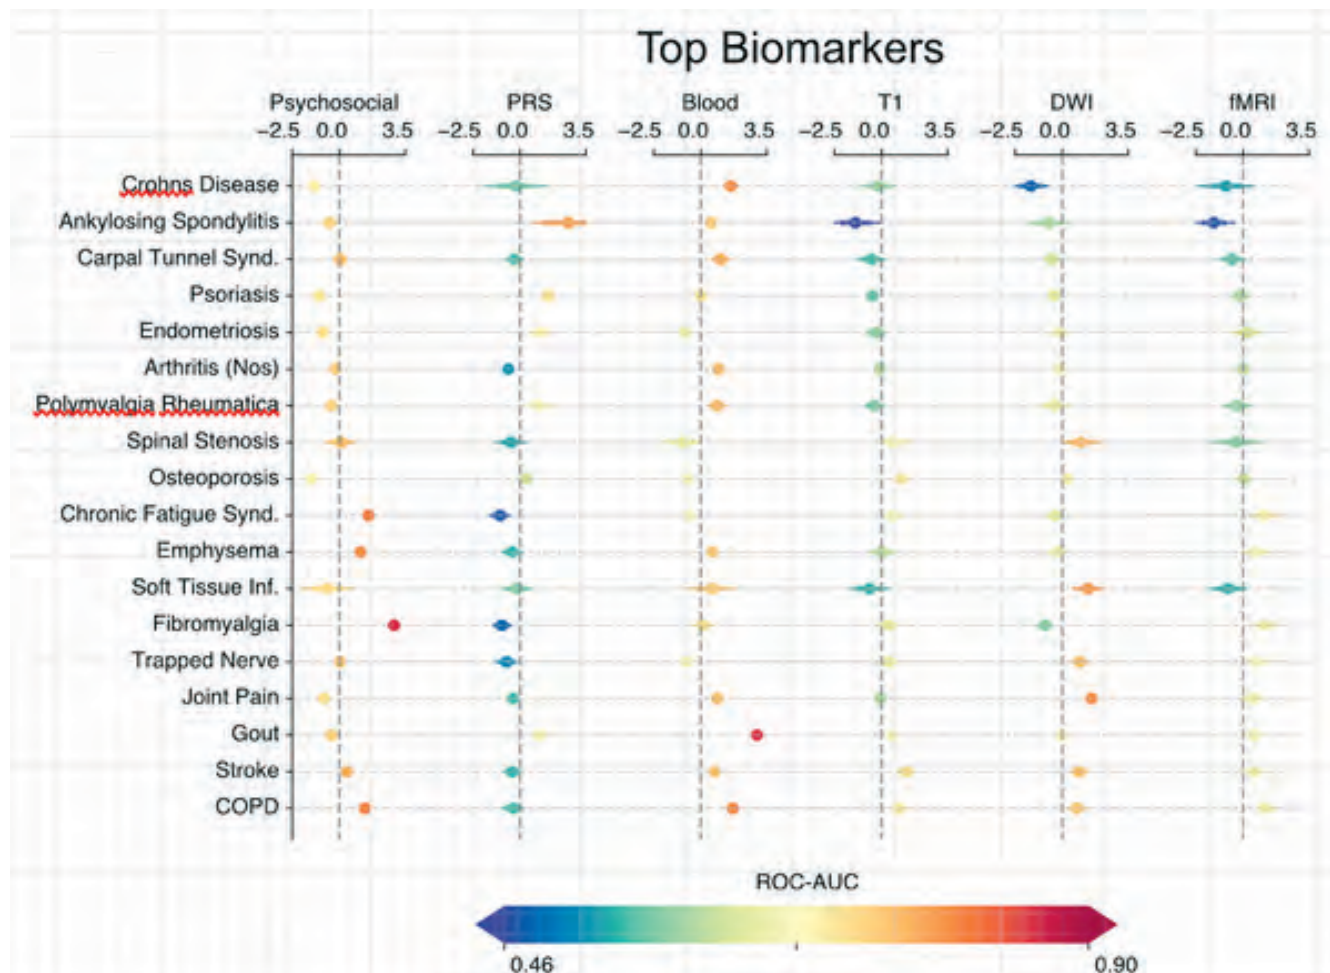 Top Biomarkers
Psychosocial PRS Blood T1 DWI fMRI
−2.5 0.0 3.5 −2.5 0.0 3.5 −2.5 0.0 3.5 −2.5 0.0 3.5 −2.5 0.0 3.5 −2.5 0.0 3.5
Crohns Disease
Ankylosing Spondylitis
Carpal Tunnel Synd.
Psoriasis
Endometriosis
Arthritis (Nos)
Polymyalgia Rheumatica
Spinal Stenosis
Osteoporosis
Chronic Fatigue Synd.
Emphysema
Soft Tissue Inf.
Fibromyalgia
Trapped Nerve
Joint Pain
Gout
Stroke
COPD
ROC-AUC
0.46 0.90